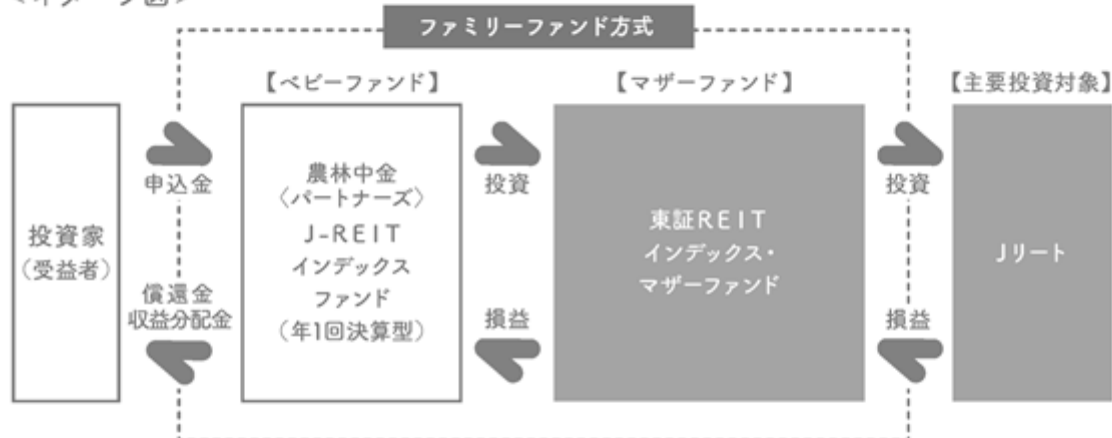 <イメージ図>
ファミリーファンド方式
【ベビーファンド】
【マザーファンド】
【主要投資対象】
投資家
（受益者）
申込金
償還金
収益分配金
農林中金
〈パートナーズ〉
J-REIT
インデックス
ファンド
（年1回決算型）
投資
損益
東証REIT
インデックス・
マザーファンド
投資
損益
Jリート